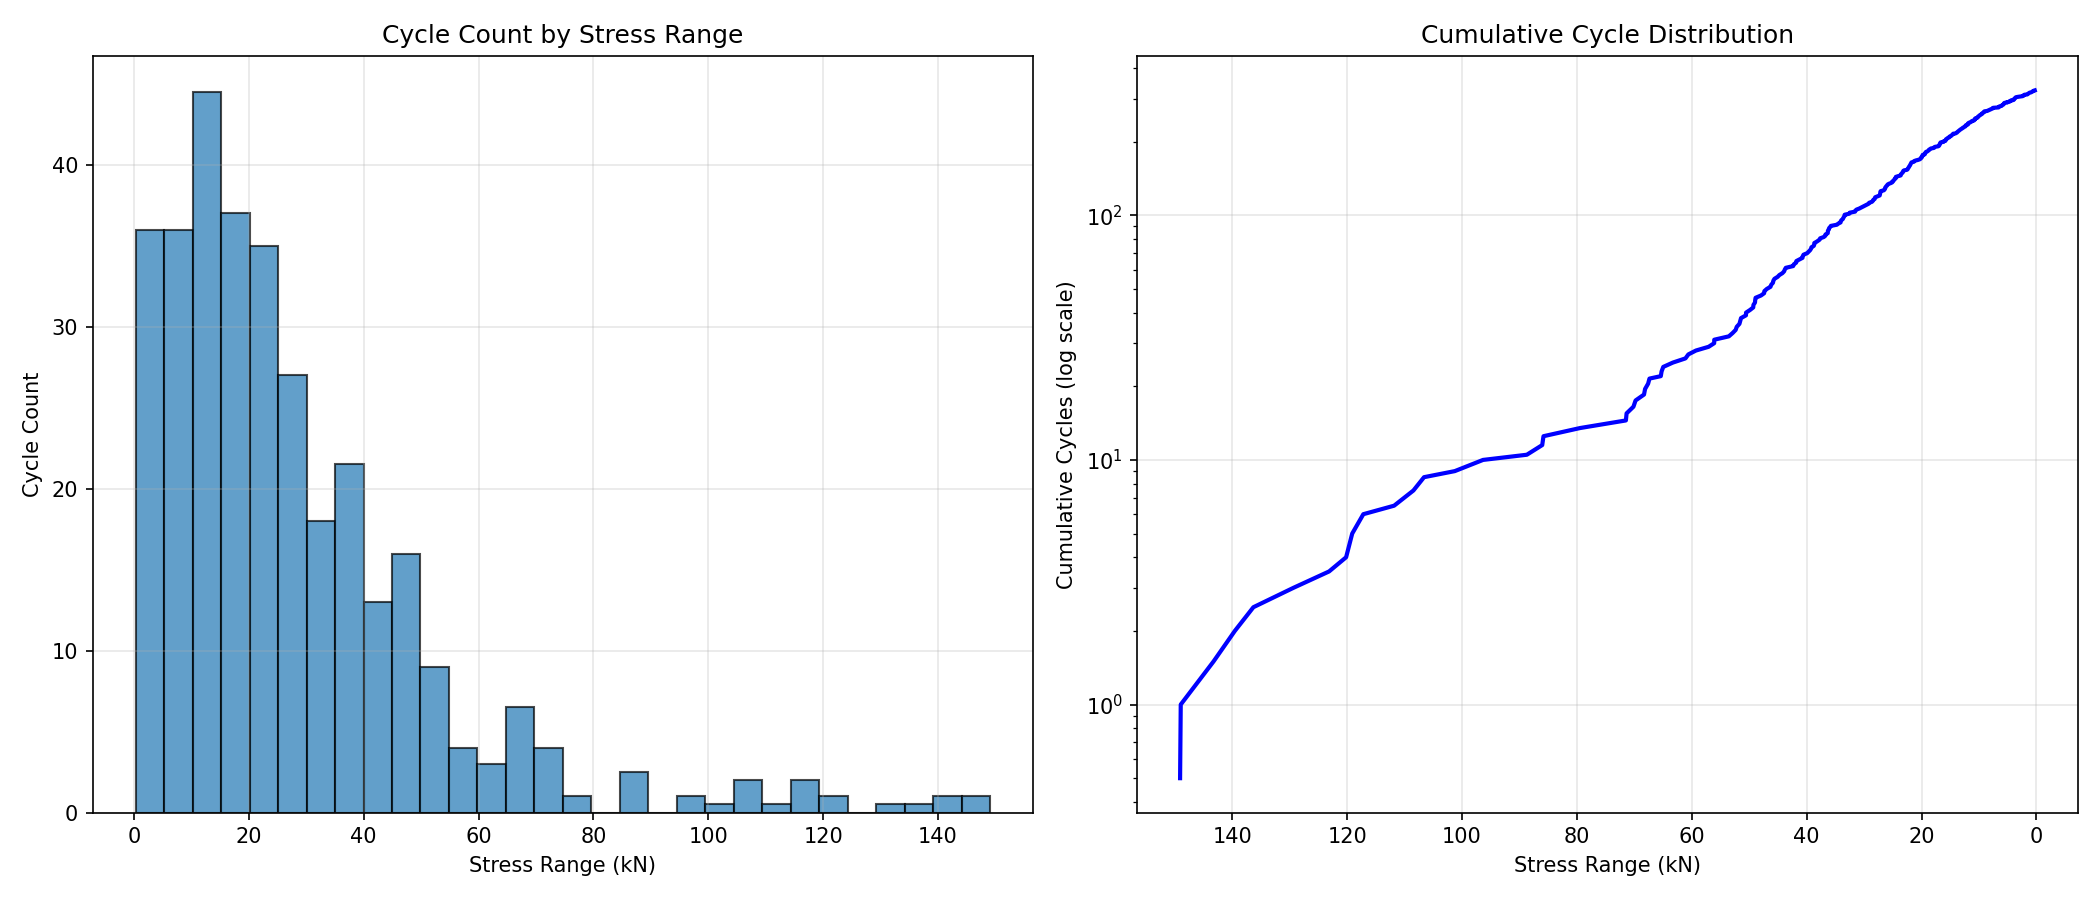 Cycle Count by Stress Range
Cycle Count
40
30
20
10
0
0 20 40 60 80 100 120 140
Stress Range (kN)
Cumulative Cycle Distribution
Cumulative Cycles (log scale)
10²
10¹
10⁰
140 120 100 80 60 40 20 0
Stress Range (kN)